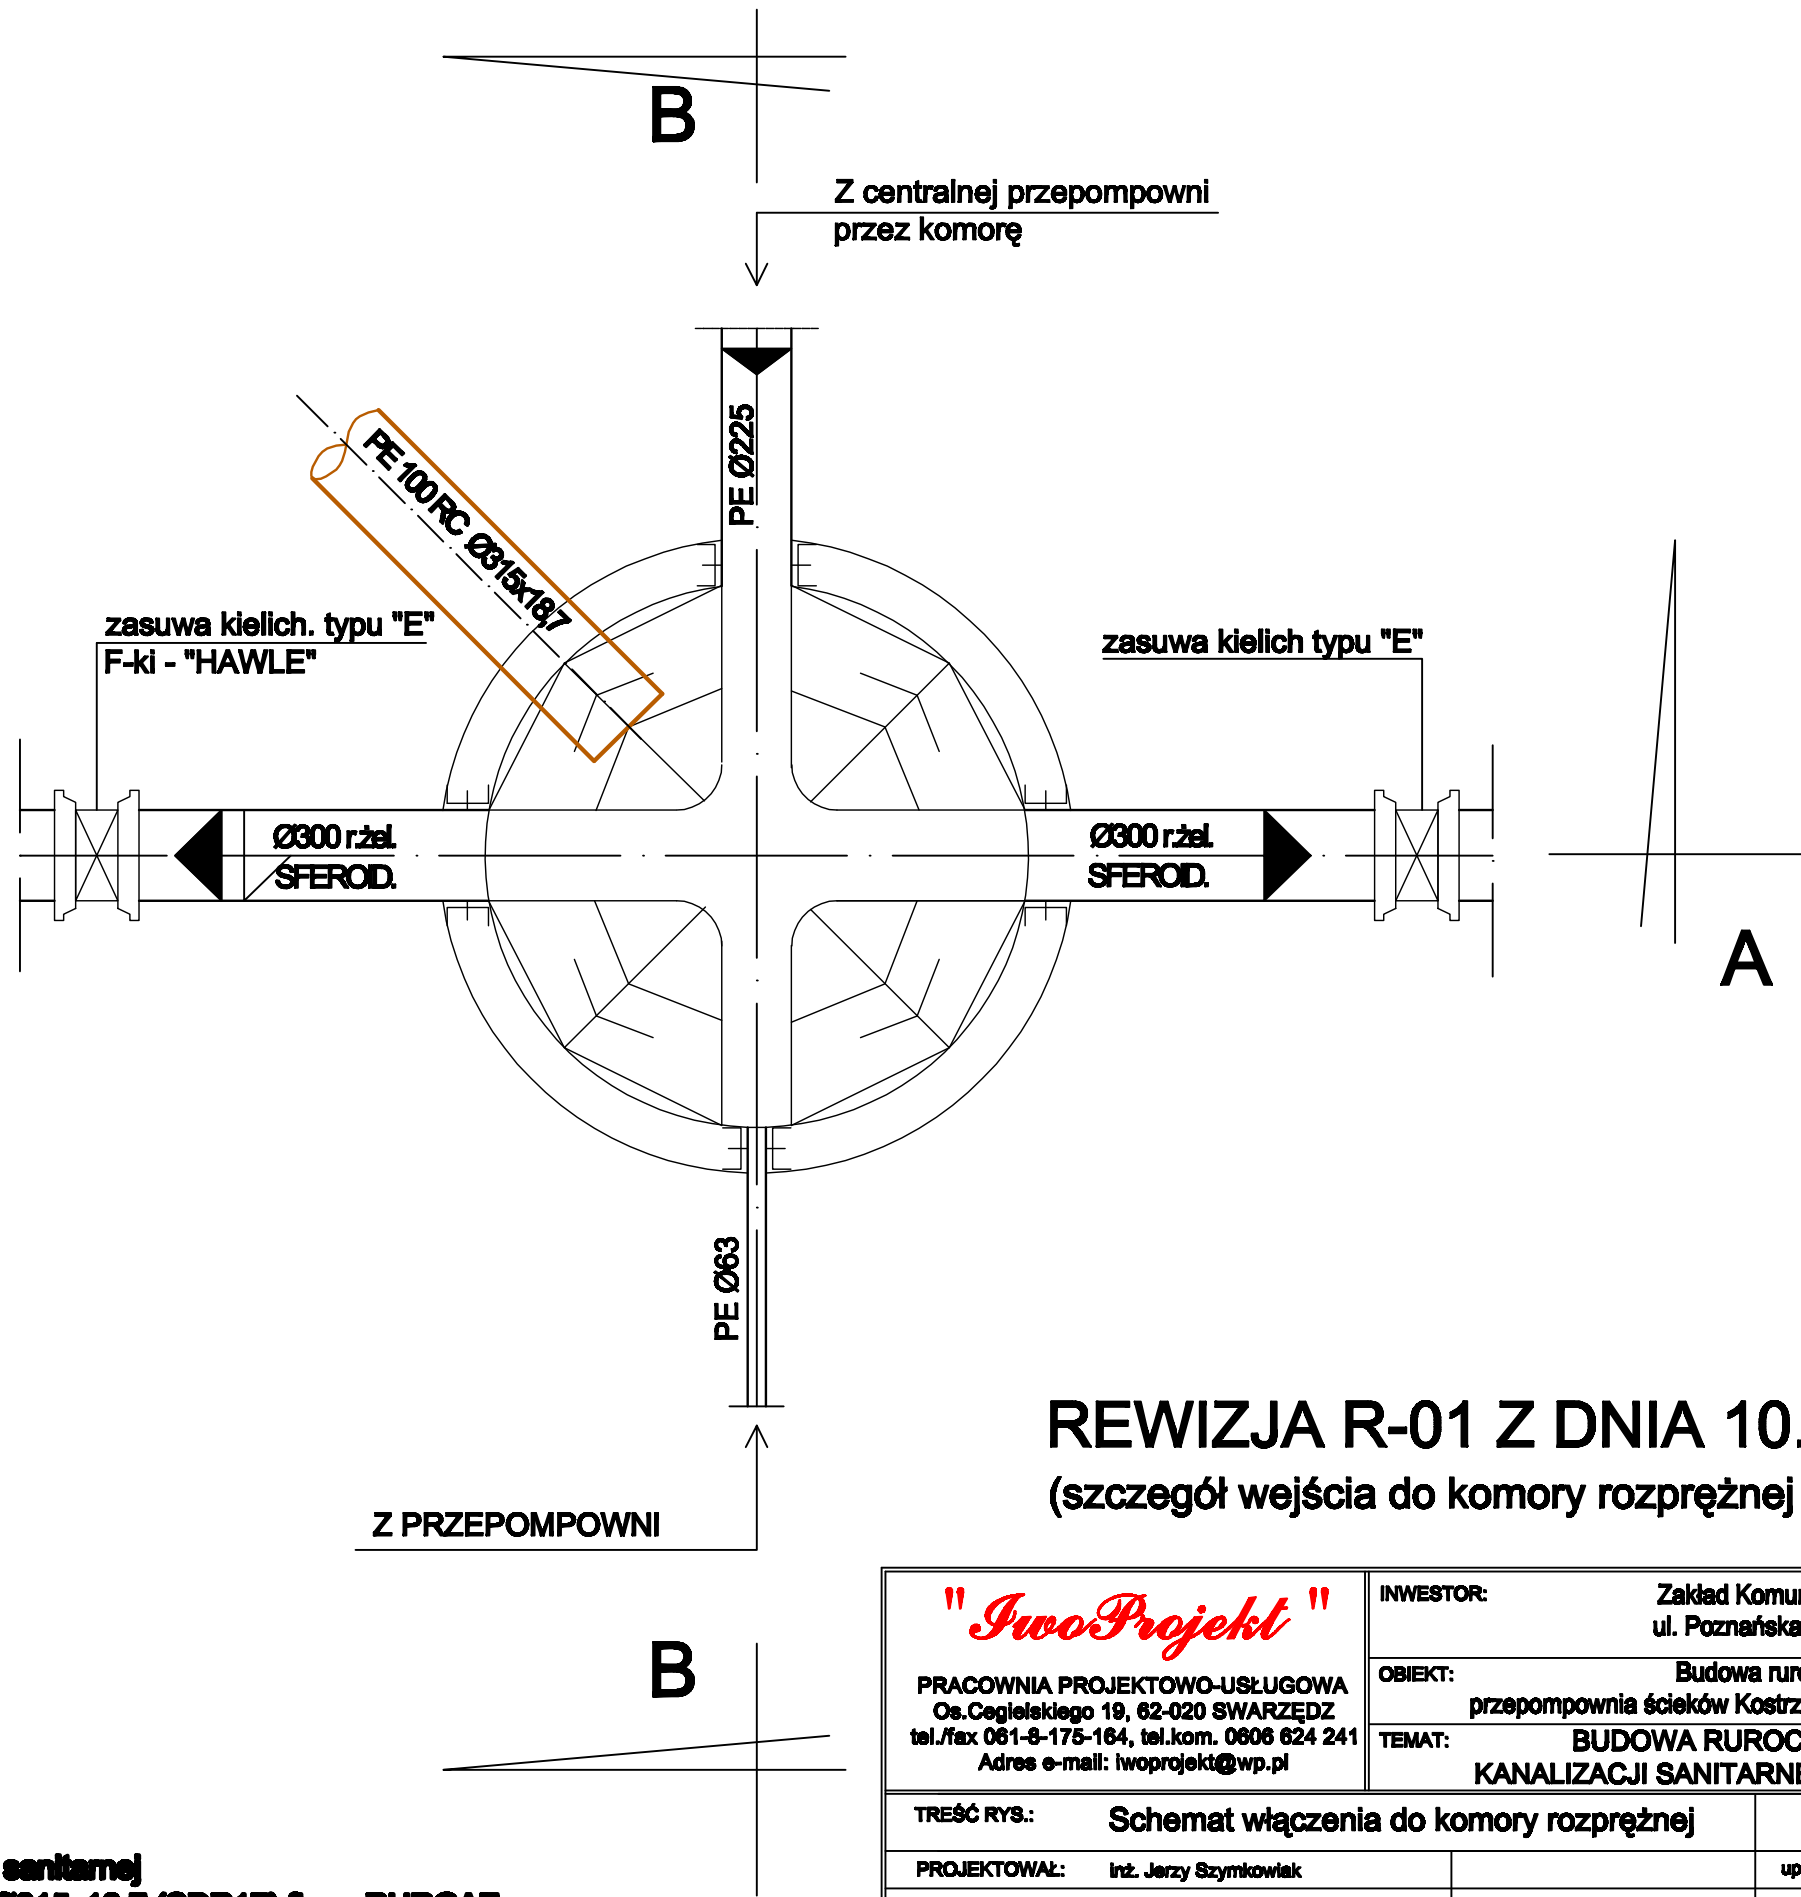 B
Z centralnej przepompowni
przez komorę
PE Ø225
PE 100 RC Ø315x18,7
zasuwa kielich. typu "E"
F-ki - "HAWLE"
zasuwa kielich typu "E"
Ø300 r.żel.
SFEROID.
Ø300 r.żel.
SFEROID.
A
PE Ø63
REWIZJA R-01 Z DNIA 10.
(szczegół wejścia do komory rozprężnej
Z PRZEPOMPOWNI
B
"IwoProjekt"
PRACOWNIA PROJEKTOWO-USŁUGOWA
Os.Cegielskiego 19, 62-020 SWARZĘDZ
tel./fax 061-8-175-164, tel.kom. 0606 624 241
Adres e-mail: iwoprojekt@wp.pl
INWESTOR:
Zakład Komu
ul. Poznańska
OBIEKT:
Budowa ruro
przepompownia ścieków Kostrz
TEMAT:
BUDOWA RUROC
KANALIZACJI SANITARNE
TREŚĆ RYS.:
Schemat włączenia do komory rozprężnej
PROJEKTOWAŁ:
inż. Jerzy Szymkowiak
up
sanitarnej